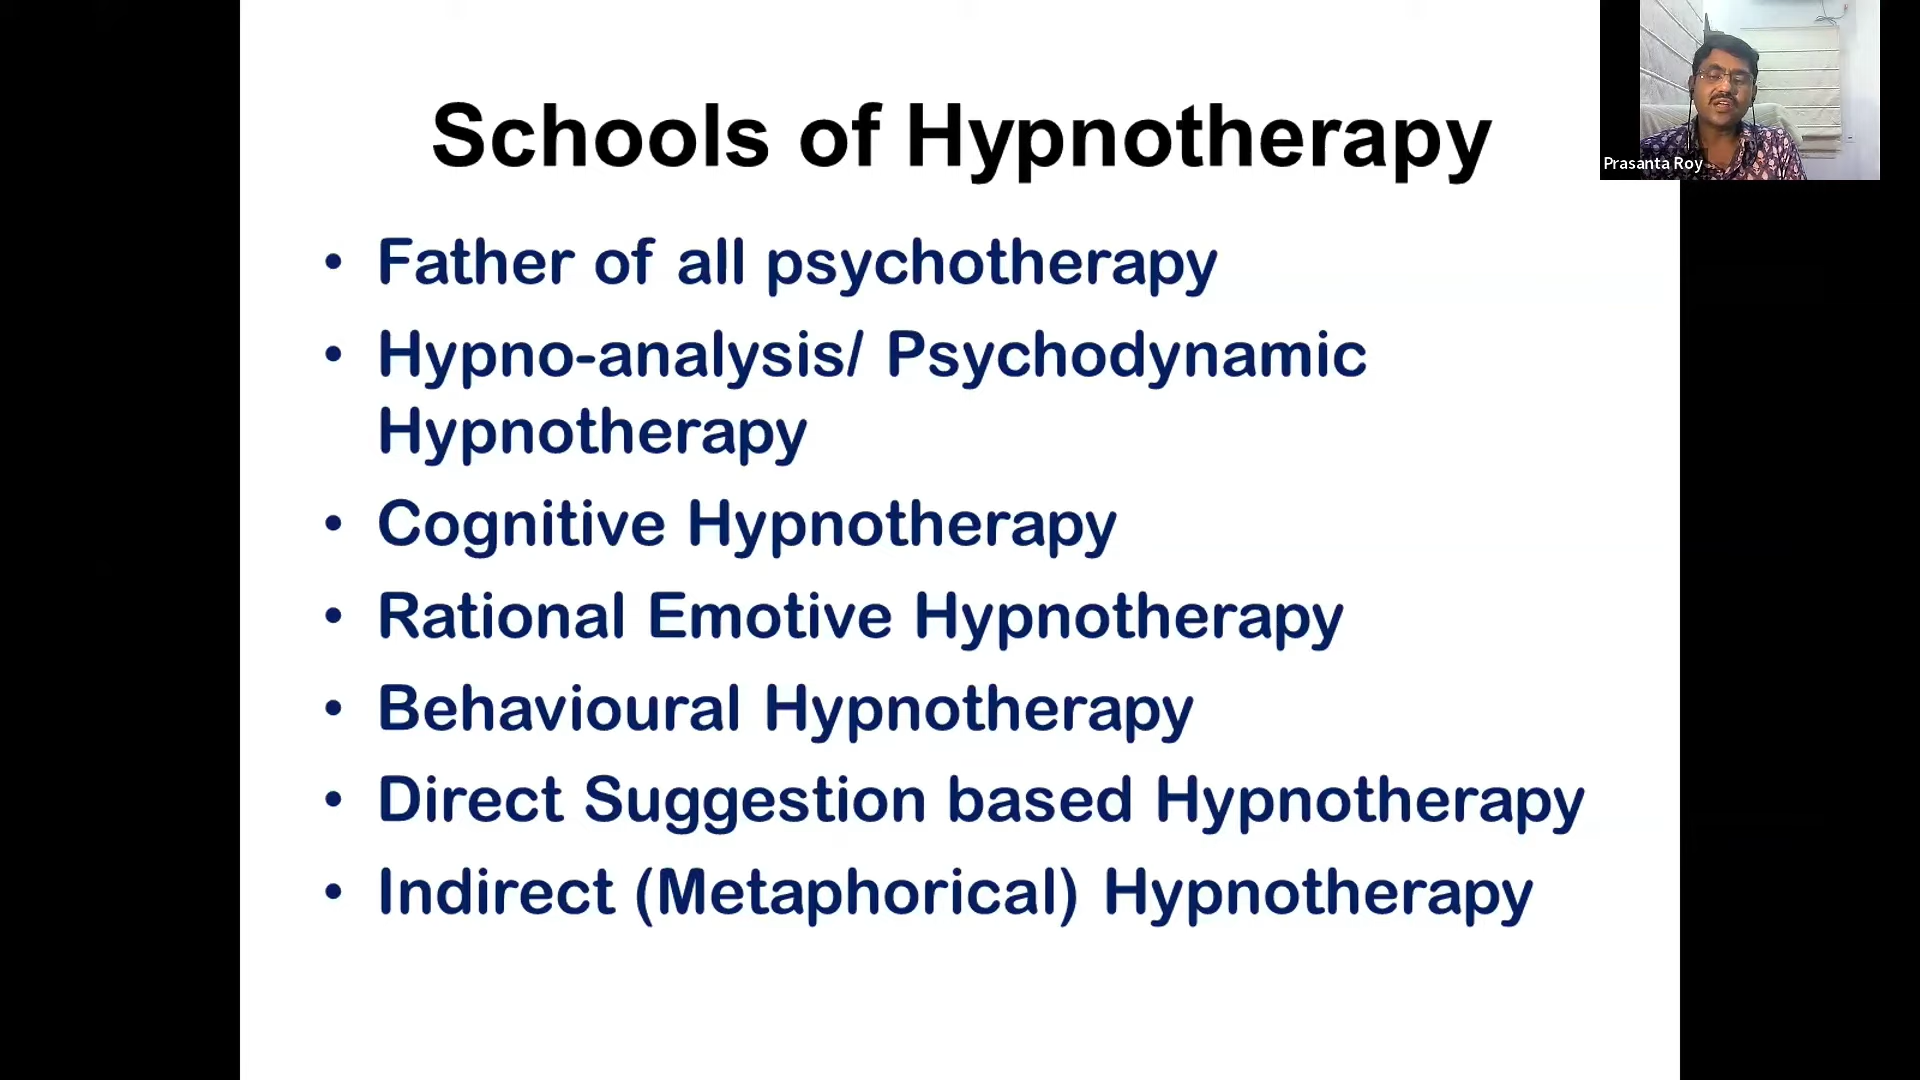 Schools of Hypnotherapy
Prasanta Roy
• Father of all psychotherapy
• Hypno-analysis/ Psychodynamic
Hypnotherapy
• Cognitive Hypnotherapy
• Rational Emotive Hypnotherapy
• Behavioural Hypnotherapy
• Direct Suggestion based Hypnotherapy
• Indirect (Metaphorical) Hypnotherapy